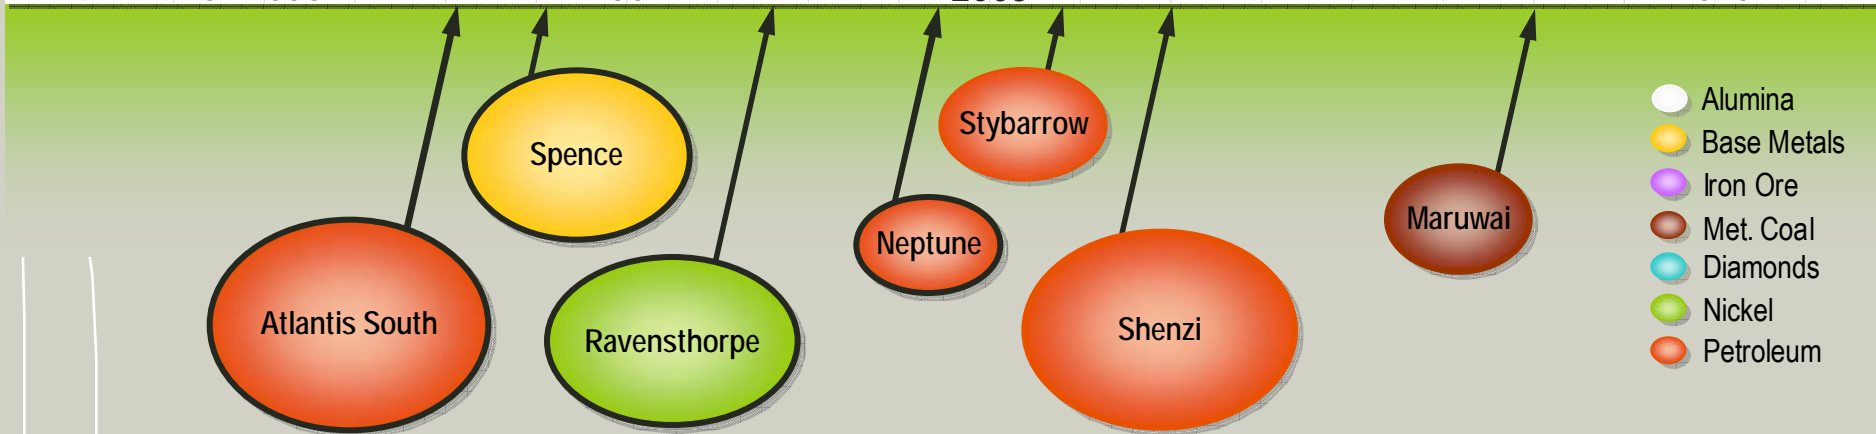 Spence
Stybarrow
Neptune
Maruwai
Atlantis South
Ravensthorpe
Shenzi
Alumina
Base Metals
Iron Ore
Met. Coal
Diamonds
Nickel
Petroleum